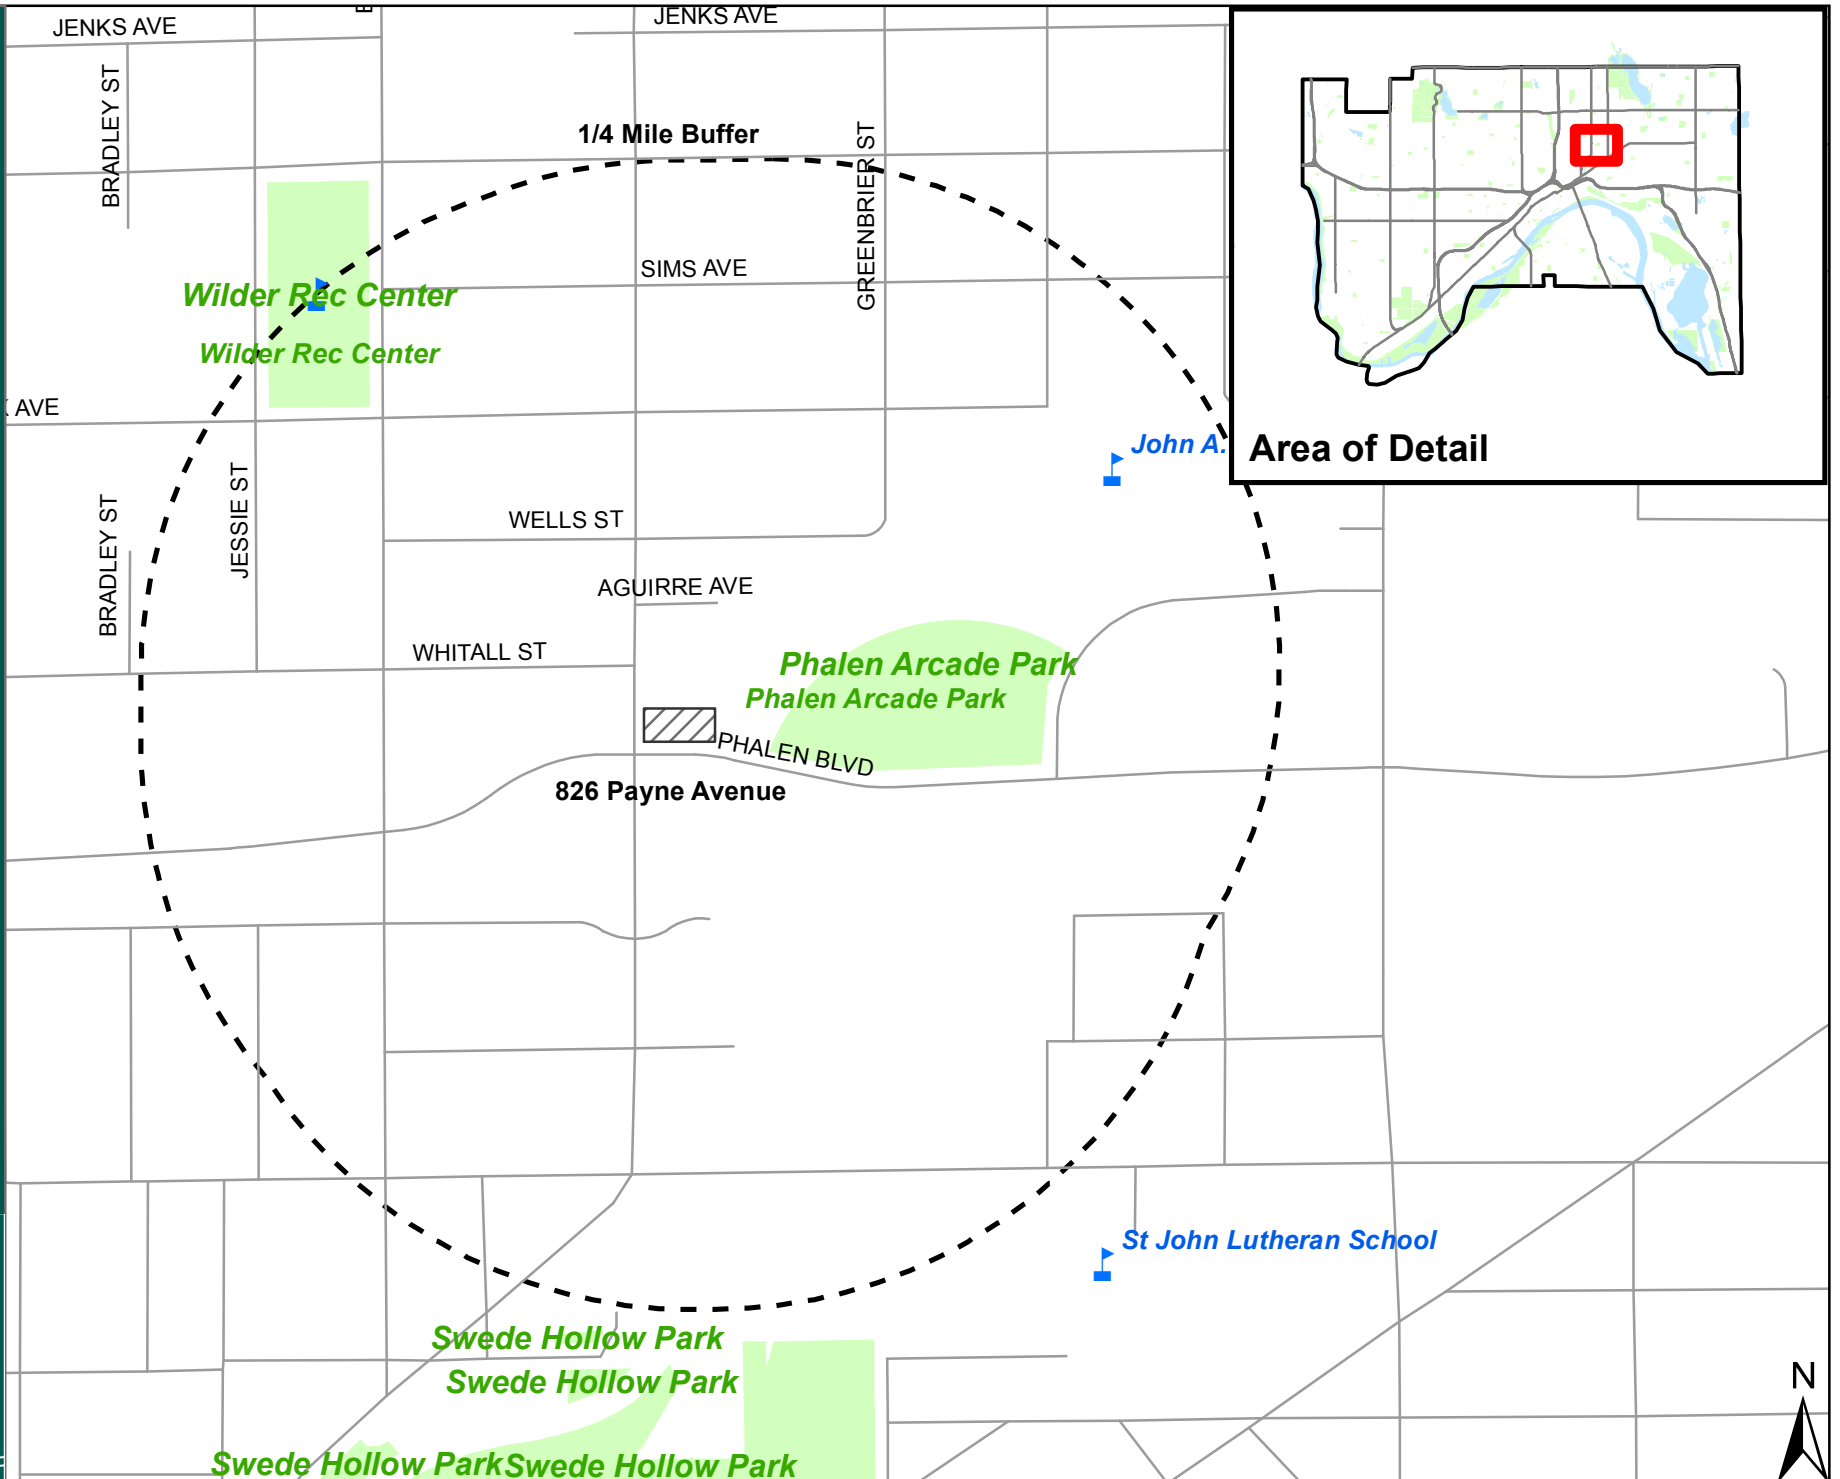 JENKS AVE
JENKS AVE
BRADLEY ST
1/4 Mile Buffer
GREENBRIER ST
SIMS AVE
Wilder Rec Center
Wilder Rec Center
AVE
John A.
Area of Detail
JESSIE ST
BRADLEY ST
WELLS ST
AGUIRRE AVE
WHITALL ST
Phalen Arcade Park
Phalen Arcade Park
PHALEN BLVD
826 Payne Avenue
St John Lutheran School
Swede Hollow Park
Swede Hollow Park
N
Swede Hollow Park
Swede Hollow Park